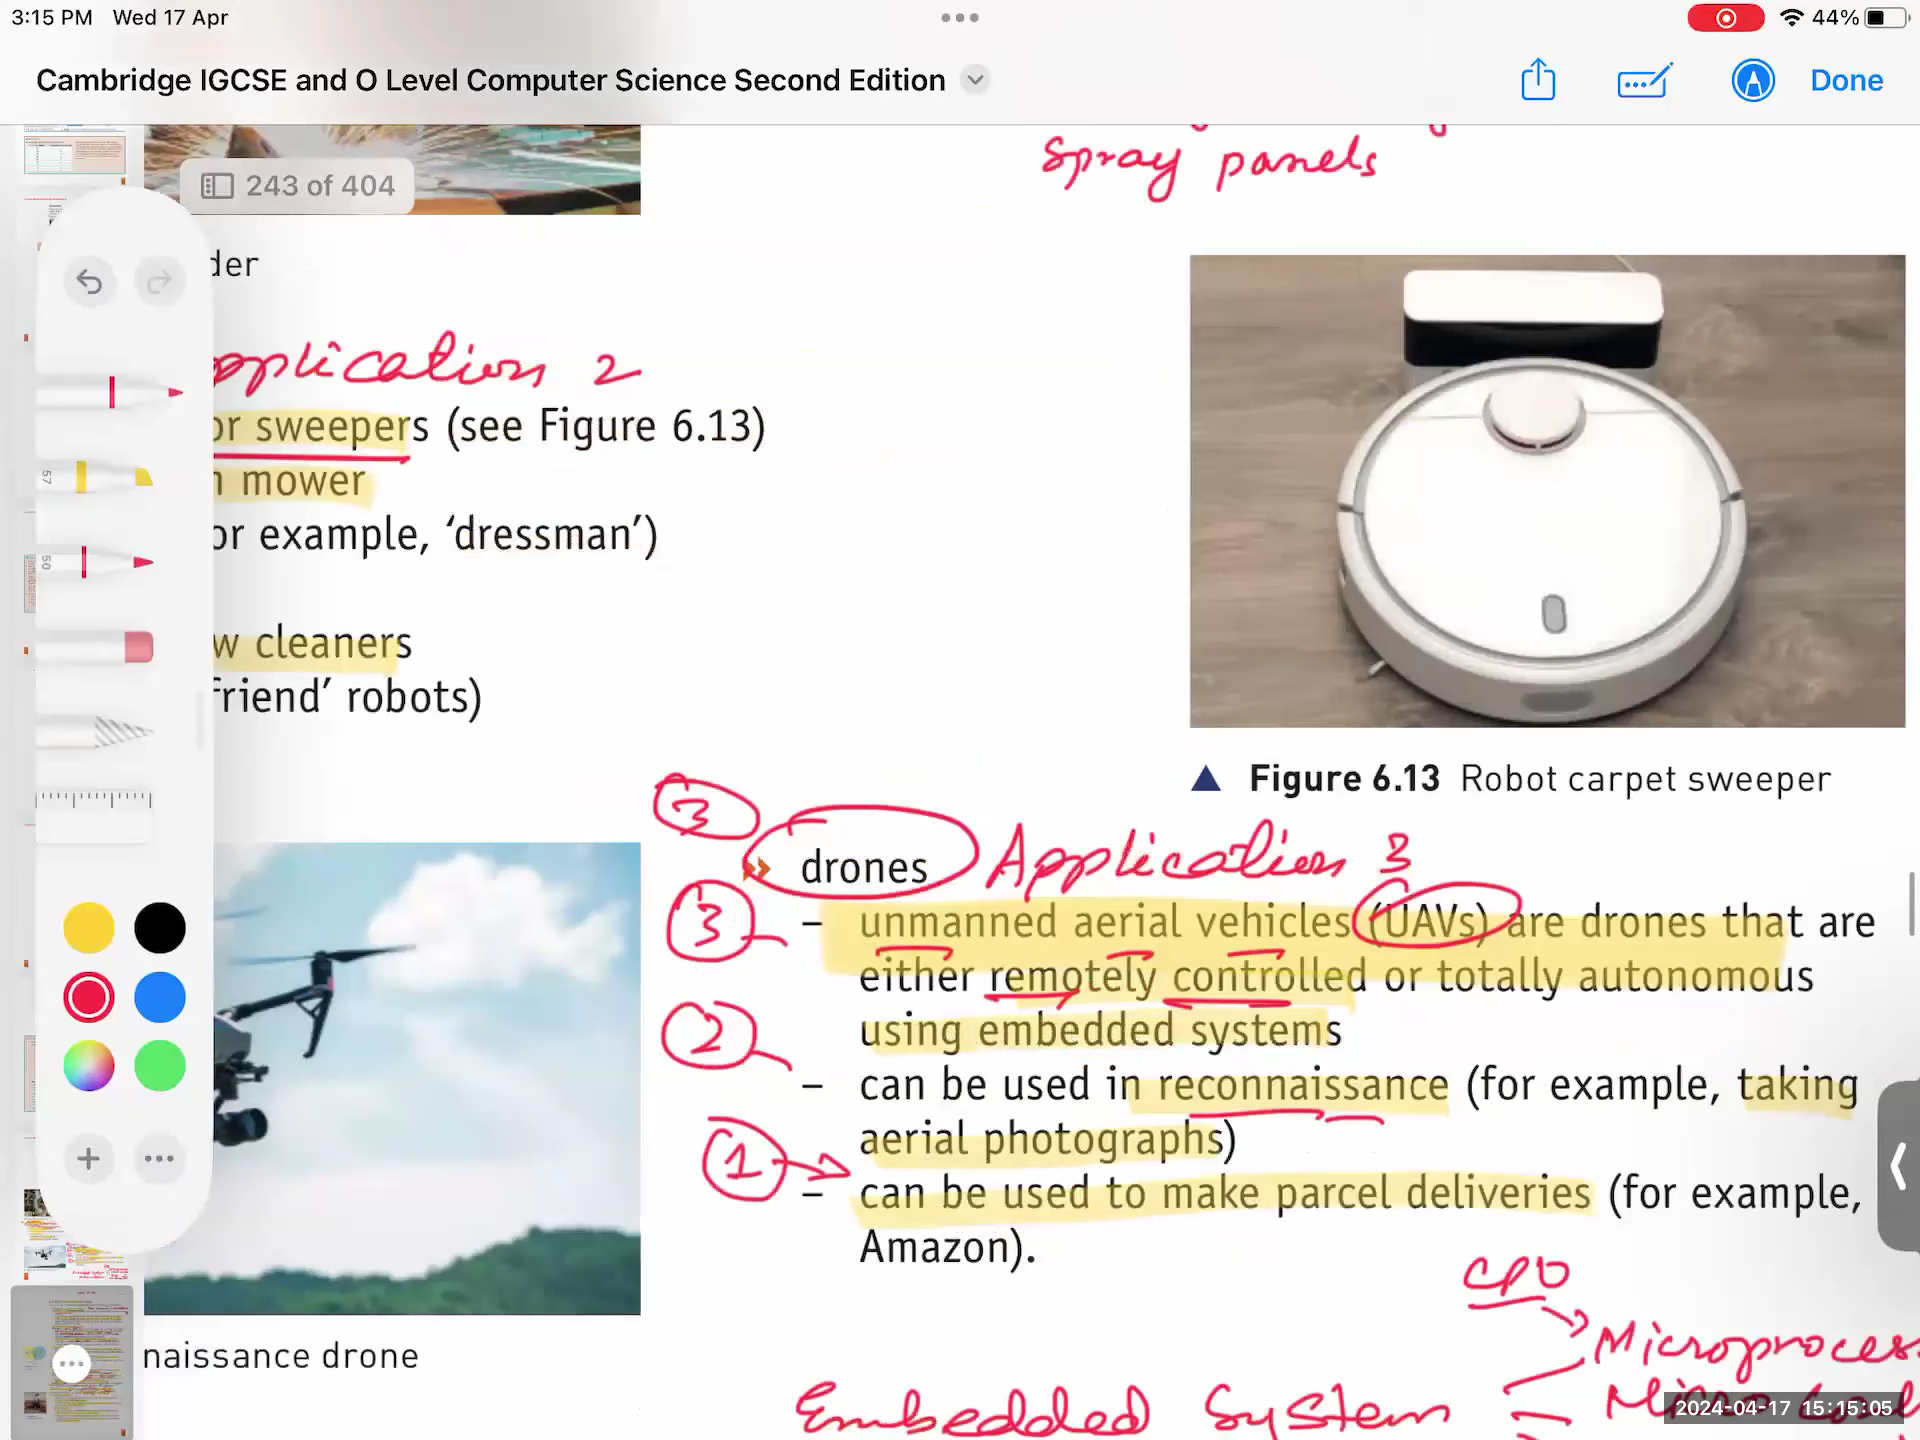 3:15 PM Wed 17 Apr
44%
Cambridge IGCSE and O Level Computer Science Second Edition
Done
Spray panels
243 of 404
der
pplication 2
or sweepers (see Figure 6.13)
n mower
or example, ‘dressman’)
w cleaners
friend’ robots)
57
50
▲ Figure 6.13 Robot carpet sweeper
3
» drones Application 3
3
– unmanned aerial vehicles (UAVs) are drones that are
either remotely controlled or totally autonomous
using embedded systems
2
– can be used in reconnaissance (for example, taking
aerial photographs)
1
– can be used to make parcel deliveries (for example,
Amazon).
naissance drone
CPU
Microproces
Embedded System
2024-04-17 15:15:05